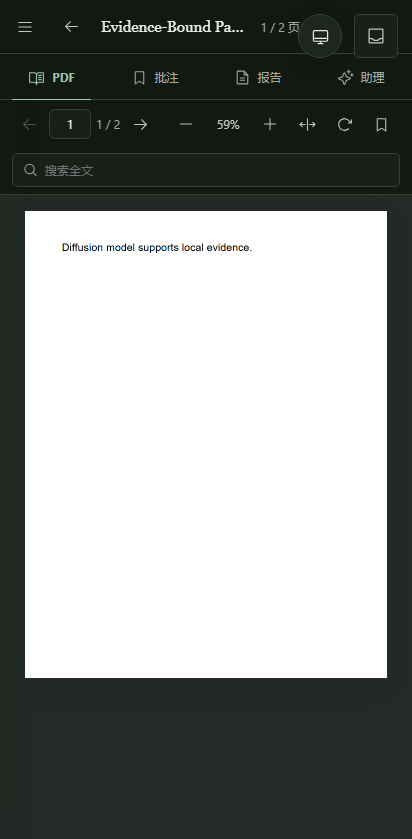 Evidence-Bound Pa... 1 / 2 页
PDF 批注 报告 助理
1 1 / 2 59%
搜索全文
Diffusion model supports local evidence.